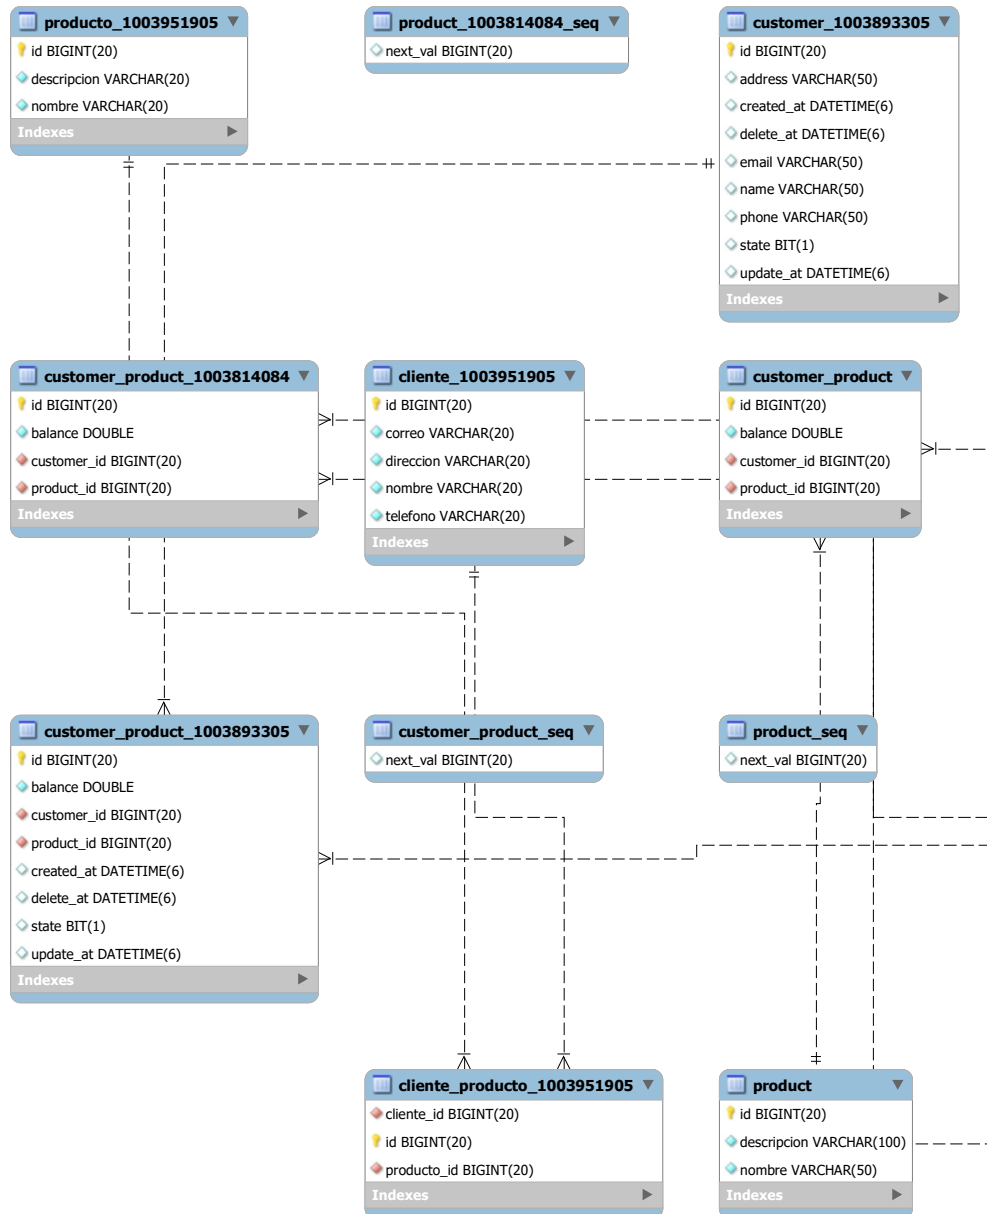 producto_1003951905
id BIGINT(20)
descripcion VARCHAR(20)
nombre VARCHAR(20)
Indexes
producto_1003814084_seq
next_val BIGINT(20)
customer_1003893305
id BIGINT(20)
address VARCHAR(50)
created_at DATETIME(6)
delete_at DATETIME(6)
email VARCHAR(50)
name VARCHAR(50)
phone VARCHAR(50)
state BIT(1)
update_at DATETIME(6)
Indexes
customer_product_1003814084
id BIGINT(20)
balance DOUBLE
customer_id BIGINT(20)
product_id BIGINT(20)
Indexes
cliente_1003951905
id BIGINT(20)
correo VARCHAR(20)
direccion VARCHAR(20)
nombre VARCHAR(20)
telefono VARCHAR(20)
Indexes
customer_product
id BIGINT(20)
balance DOUBLE
customer_id BIGINT(20)
product_id BIGINT(20)
Indexes
customer_product_1003893305
id BIGINT(20)
balance DOUBLE
customer_id BIGINT(20)
product_id BIGINT(20)
created_at DATETIME(6)
delete_at DATETIME(6)
state BIT(1)
update_at DATETIME(6)
Indexes
customer_product_seq
next_val BIGINT(20)
product_seq
next_val BIGINT(20)
cliente_producto_1003951905
cliente_id BIGINT(20)
id BIGINT(20)
producto_id BIGINT(20)
Indexes
product
id BIGINT(20)
descripcion VARCHAR(100)
nombre VARCHAR(50)
Indexes